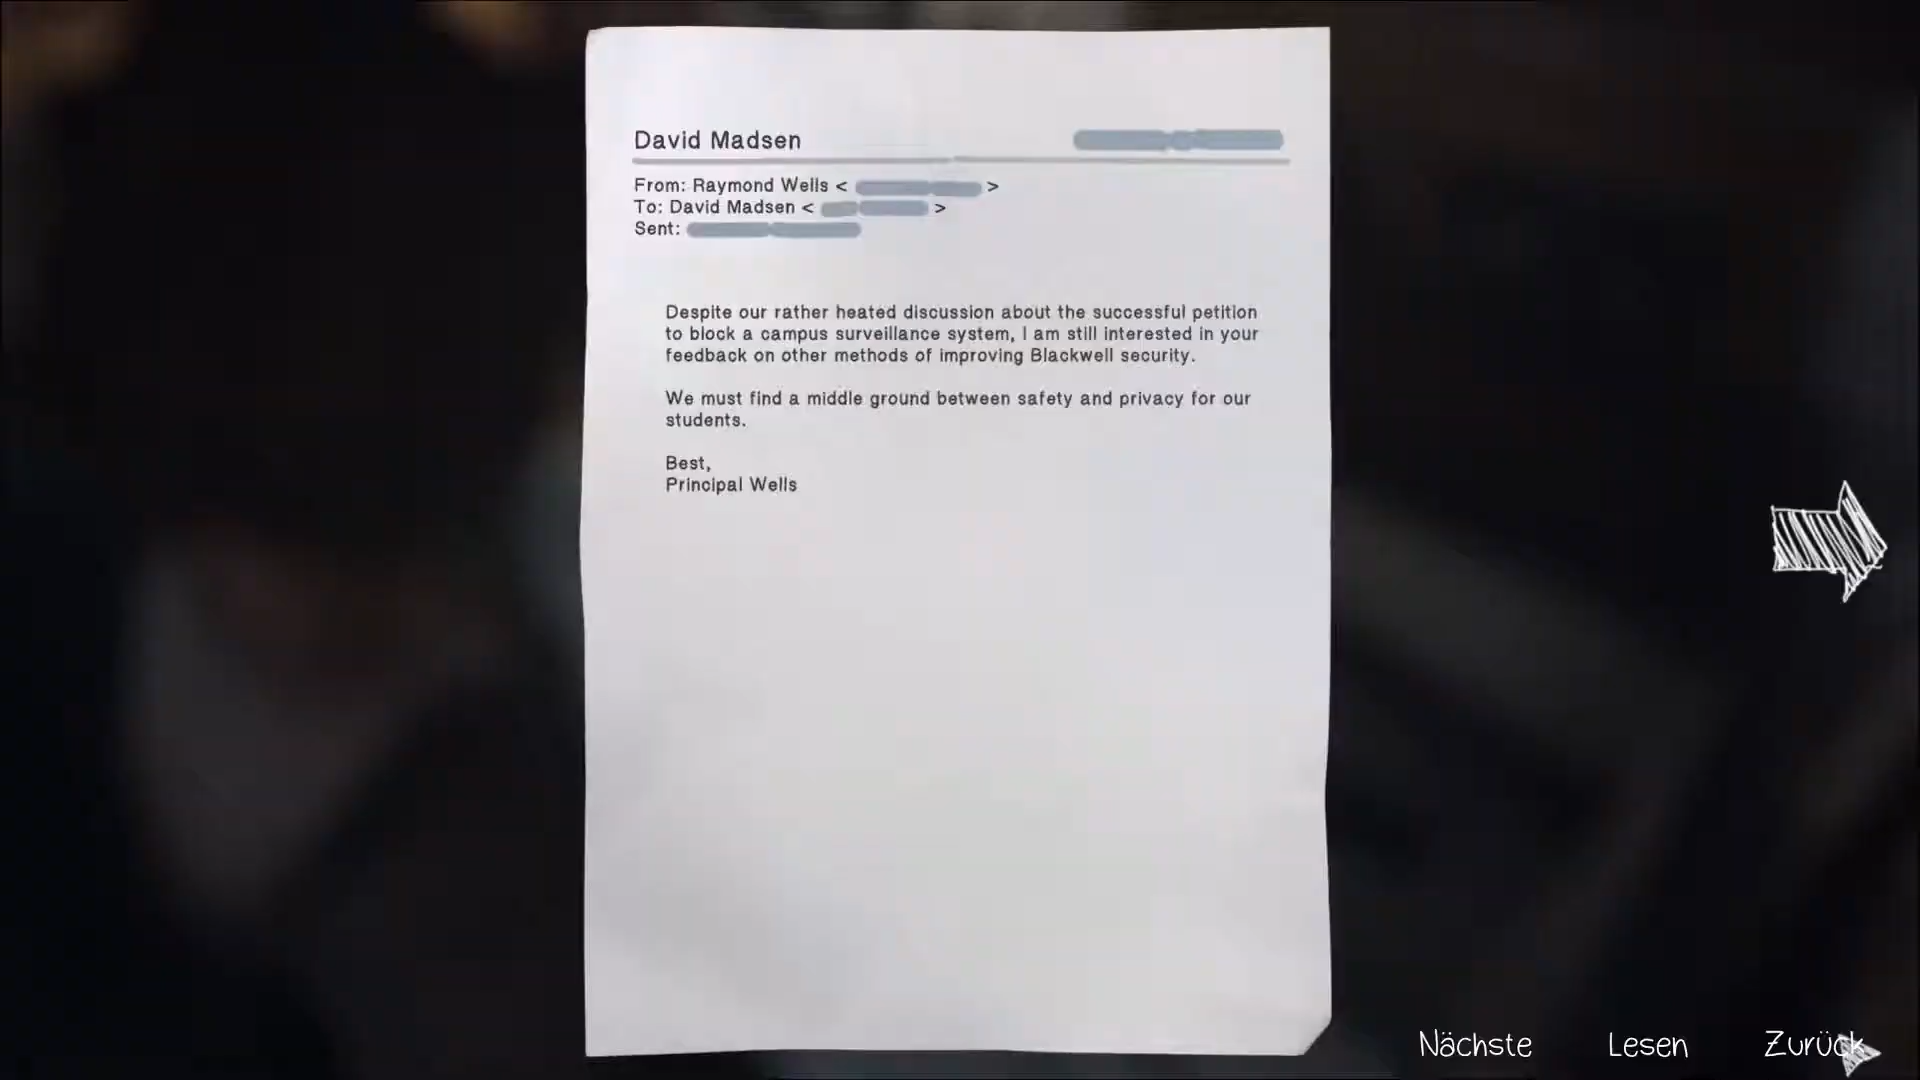 David Madsen
From: Raymond Wells < >
To: David Madsen < >
Sent:
Despite our rather heated discussion about the successful petition
to block a campus surveillance system, I am still interested in your
feedback on other methods of improving Blackwell security.
We must find a middle ground between safety and privacy for our
students.
Best,
Principal Wells
Nächste Lesen Zurück